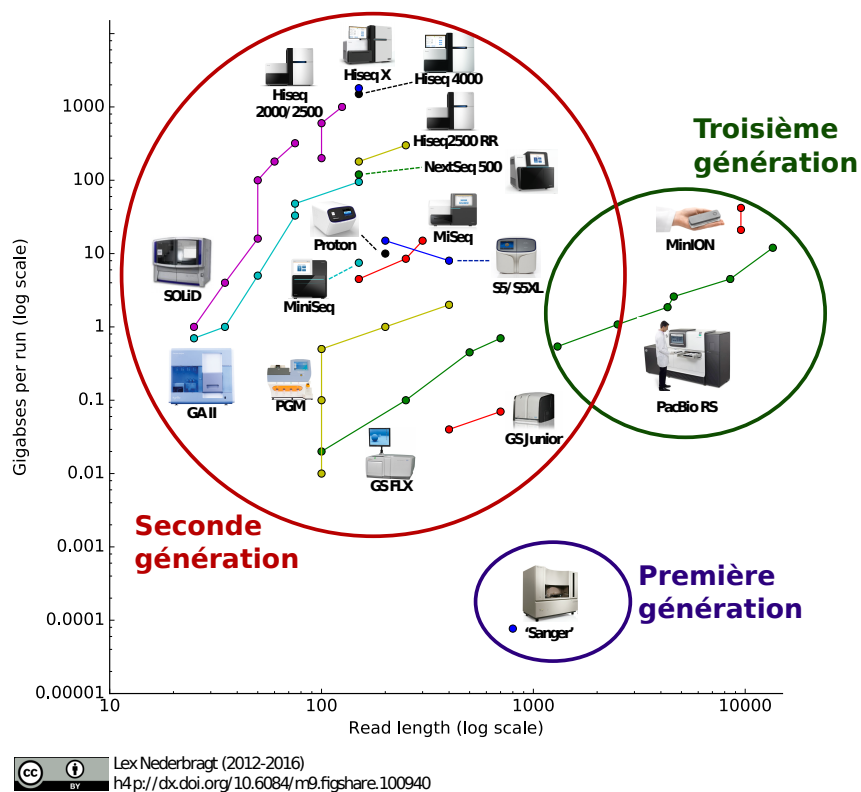 Gigabses per run (log scale)
1000
100
10
1
0.1
0.01
0.001
0.0001
0.00001
Hiseq X
Hiseq 4000
Hiseq
2000/2500
Hiseq2500 RR
NextSeq 500
Troisième
génération
MinION
Proton
MiSeq
SOLiD
MiniSeq
S5/S5XL
GA II
PGM
PacBio RS
GS Junior
GS FLX
Seconde
génération
Première
génération
‘Sanger’
10
100
1000
10000
Read length (log scale)
cc
BY
Lex Nederbragt (2012-2016)
h4p://dx.doi.org/10.6084/m9.figshare.100940